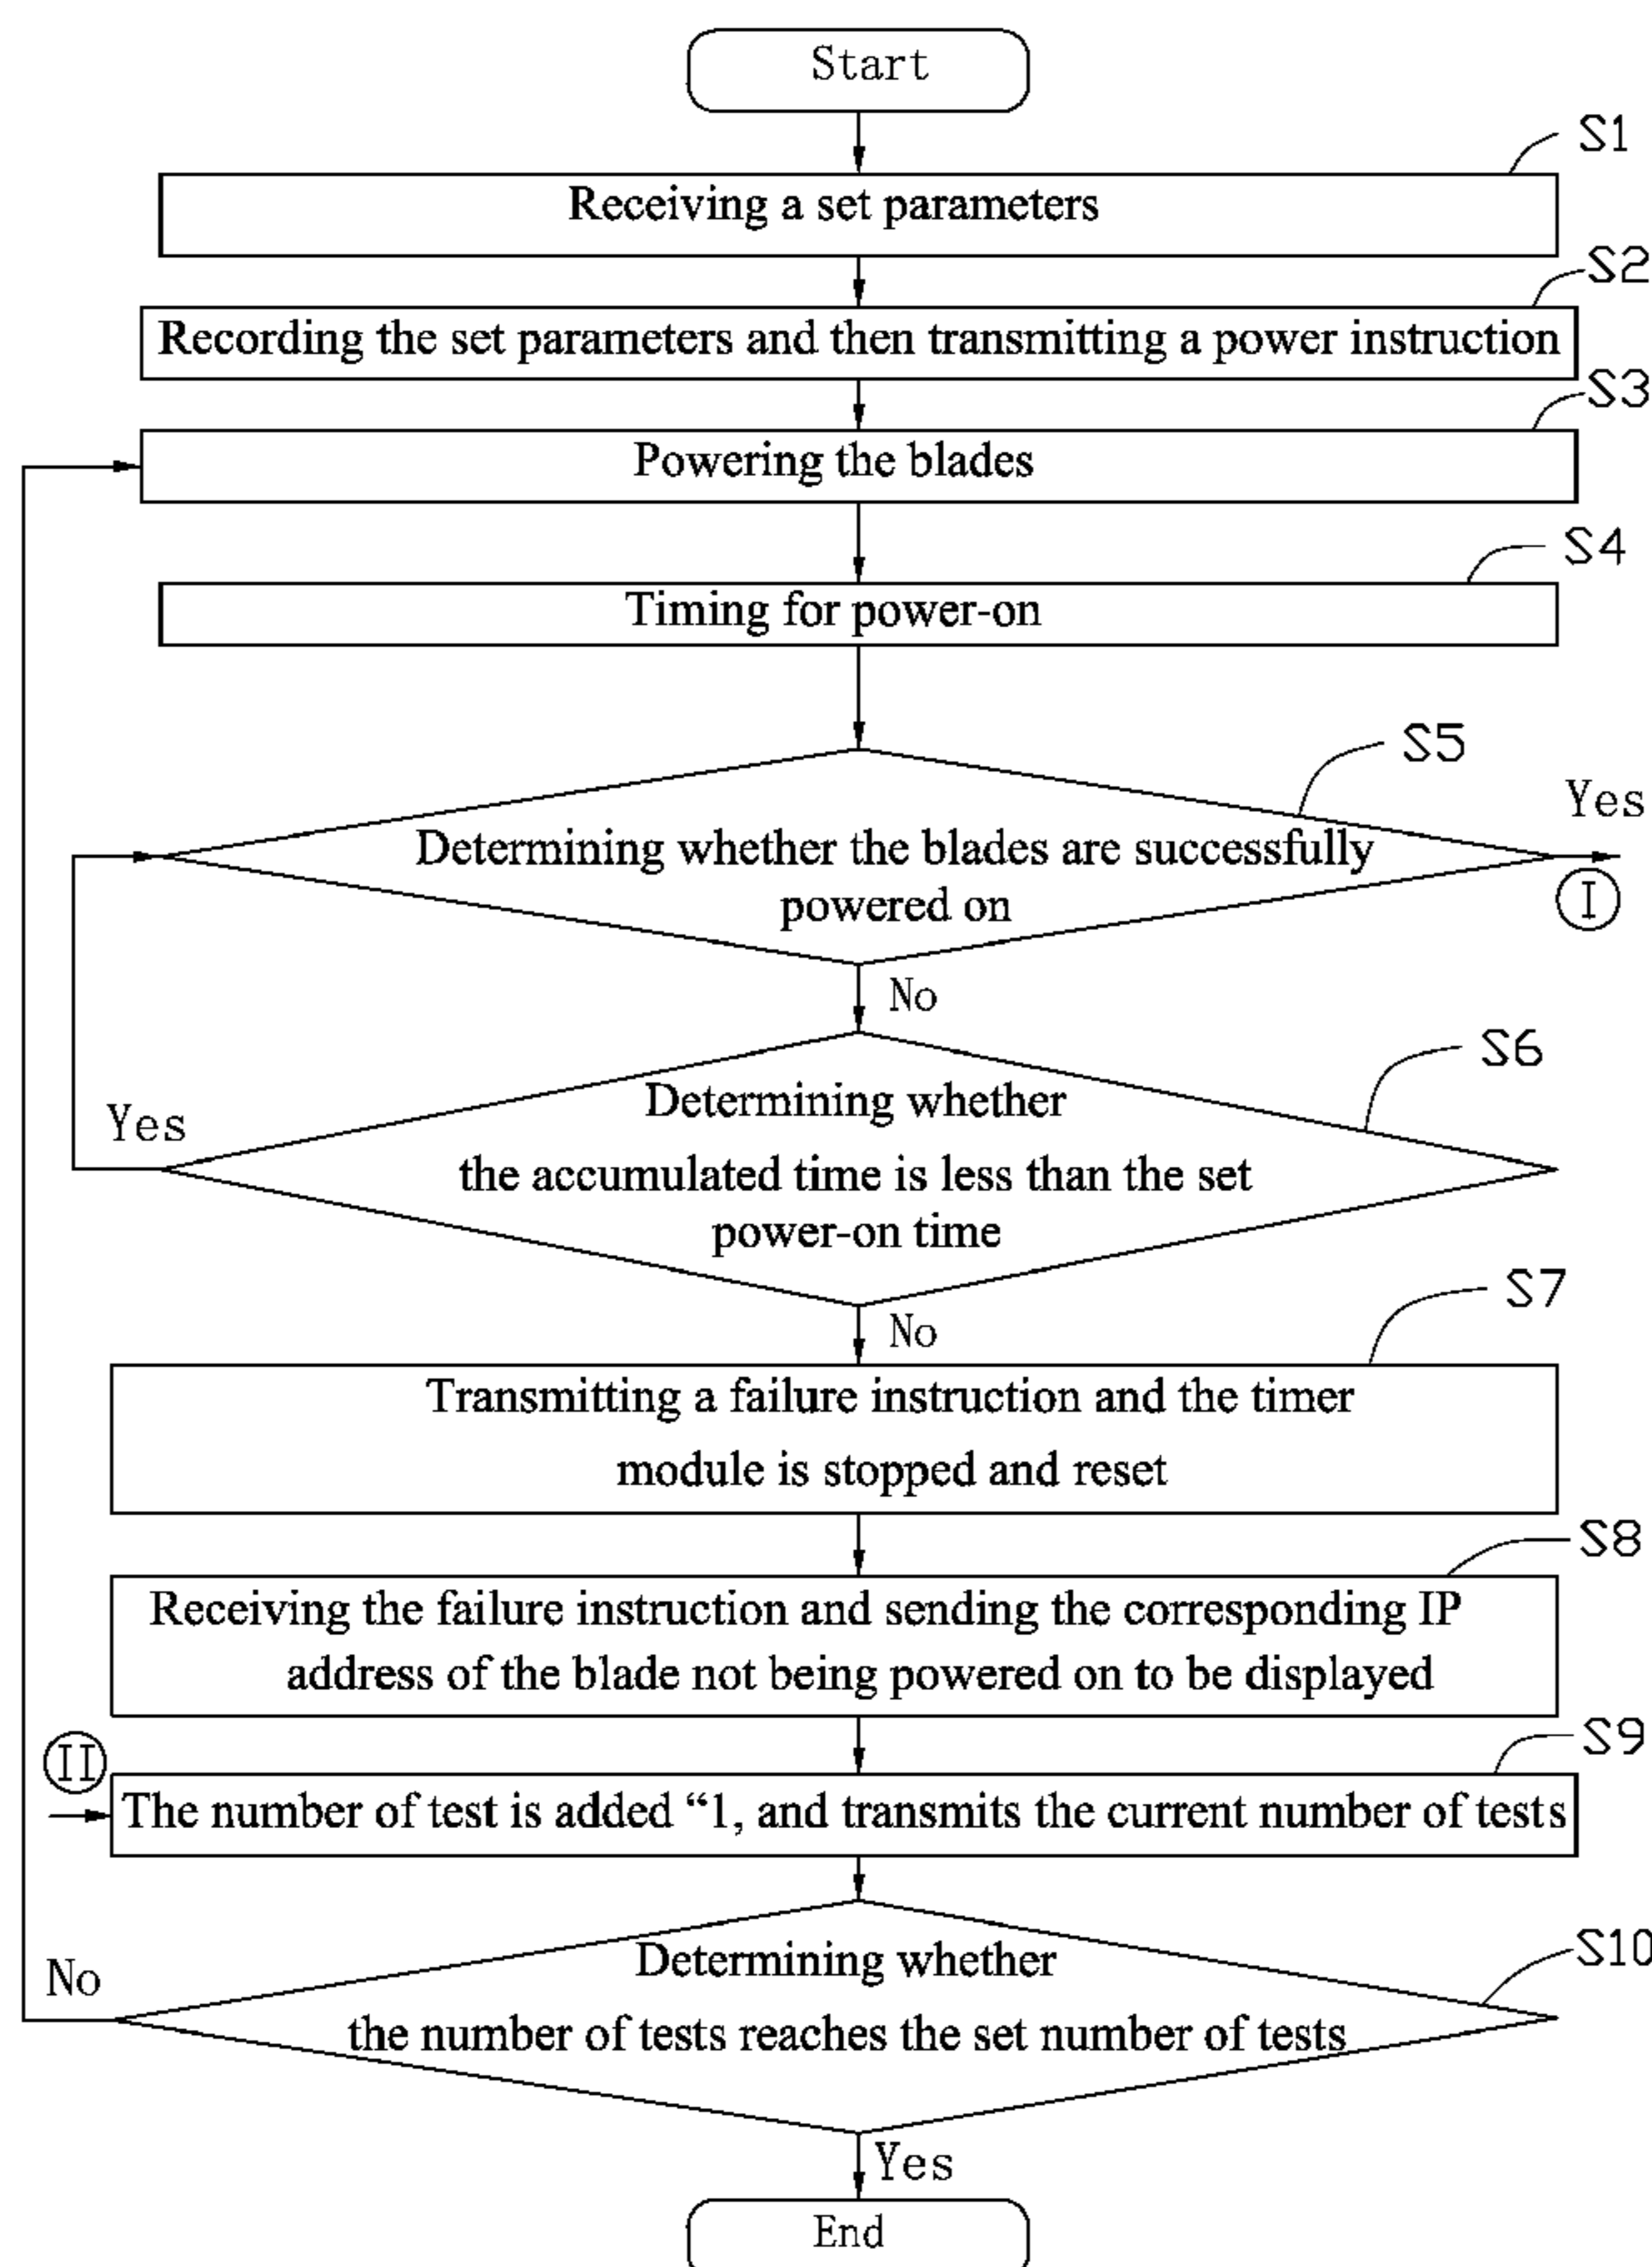 Start
S1
Receiving a set parameters
S2
Recording the set parameters and then transmitting a power instruction
S3
Powering the blades
S4
Timing for power-on
S5
Yes
Determining whether the blades are successfully
powered on
I
No
S6
Determining whether
Yes
the accumulated time is less than the set
power-on time
S7
No
Transmitting a failure instruction and the timer
module is stopped and reset
S8
Receiving the failure instruction and sending the corresponding IP
address of the blade not being powered on to be displayed
S9
II
The number of test is added “1, and transmits the current number of tests
S10
Determining whether
No
the number of tests reaches the set number of tests
Yes
End